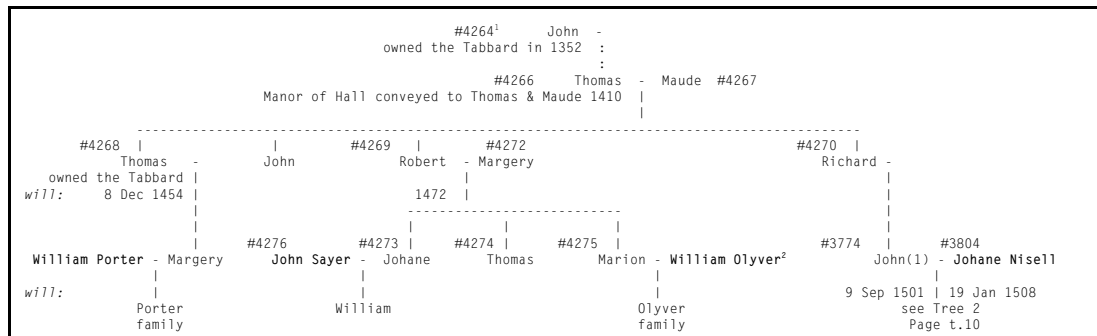 #4264¹ John -
owned the Tabbard in 1352 :
:
#4266 Thomas - Maude #4267
Manor of Hall conveyed to Thomas & Maude 1410 |
|
--------------------------------------------------------------------------------------------
#4268 | | #4269 | #4272 #4270 |
Thomas - John Robert - Margery Richard -
owned the Tabbard | | |
will: 8 Dec 1454 | 1472 | |
| --------------------------- |
| | | | |
| #4276 #4273 | #4274 | #4275 | #3774 | #3804
William Porter - Margery John Sayer - Johane Thomas Marion - William Olyver² John(1) - Johane Nisell
| | | |
will: | | | 9 Sep 1501 | 19 Jan 1508
Porter William Olyver see Tree 2
family family Page t.10